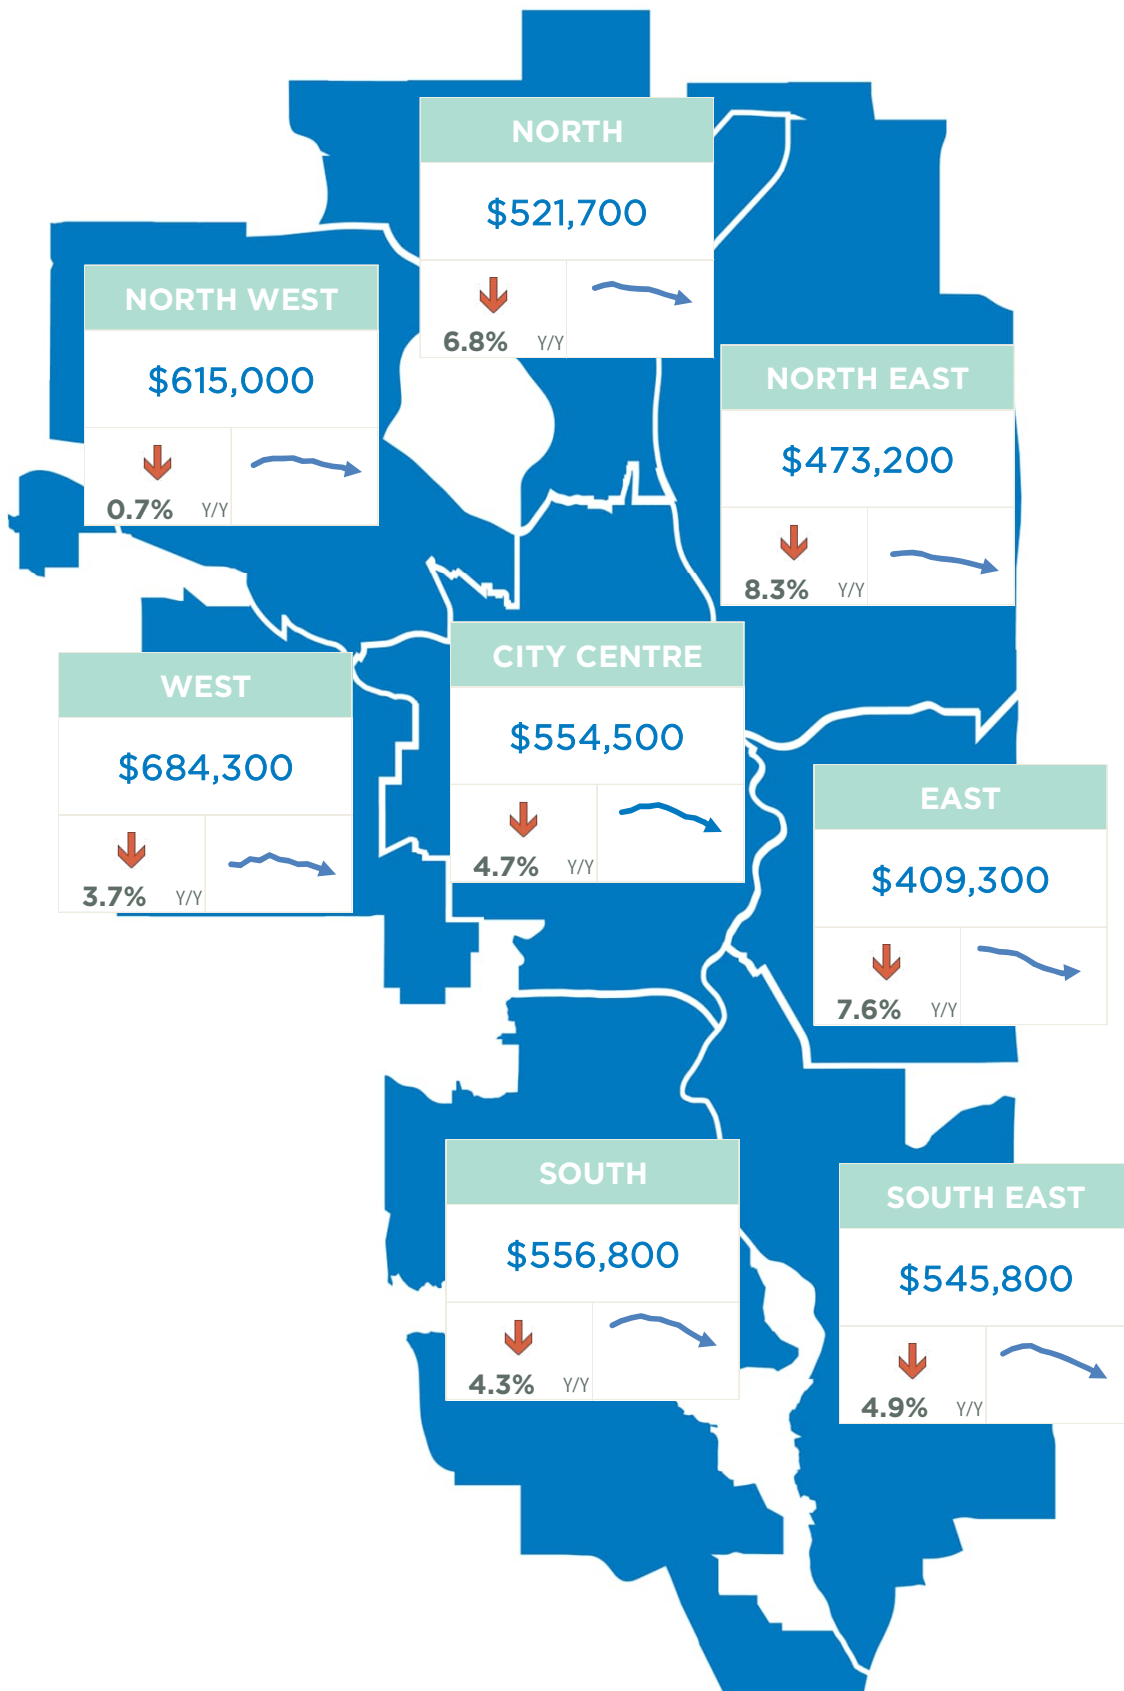 NORTH
$521,700
6.8% Y/Y
NORTH WEST
$615,000
0.7% Y/Y
NORTH EAST
$473,200
8.3% Y/Y
CITY CENTRE
$554,500
4.7% Y/Y
WEST
$684,300
3.7% Y/Y
EAST
$409,300
7.6% Y/Y
SOUTH
$556,800
4.3% Y/Y
SOUTH EAST
$545,800
4.9% Y/Y